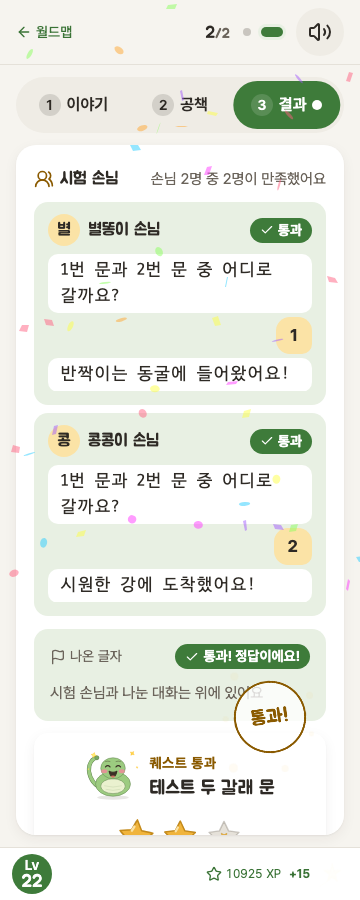 ← 월드맵
2/2
1 이야기
2 공책
3 결과
시험 손님
손님 2명 중 2명이 만족했어요
별 별똥이 손님
통과
1번 문과 2번 문 중 어디로
갈까요?
1
반짝이는 동굴에 들어왔어요!
콩 콩콩이 손님
통과
1번 문과 2번 문 중 어디로
갈까요?
2
시원한 강에 도착했어요!
나온 글자
통과! 정답이에요!
시험 손님과 나눈 대화는 위에 있어요
통과!
퀘스트 통과
테스트 두 갈래 문
Lv
22
10925 XP +15